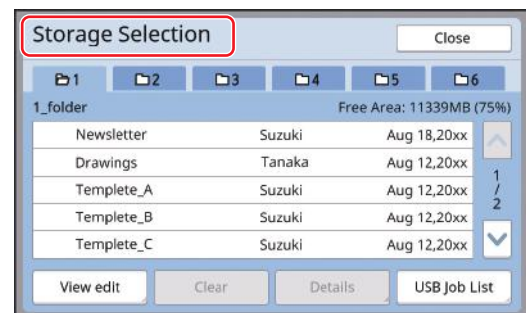 Storage Selection Close
1 2 3 4 5 6
1_folder Free Area: 11339MB (75%)
Newsletter Suzuki Aug 18,20xx
Drawings Tanaka Aug 12,20xx
Templete_A Suzuki Aug 12,20xx
Templete_B Suzuki Aug 12,20xx
Templete_C Suzuki Aug 12,20xx
1
/
2
View edit Clear Details USB Job List